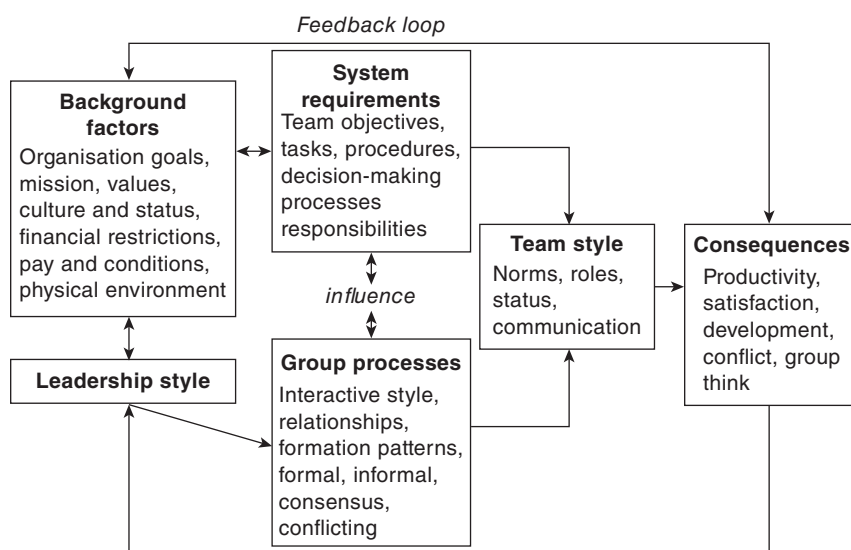 Feedback loop
Background
factors
Organisation goals,
mission, values,
culture and status,
financial restrictions,
pay and conditions,
physical environment
System
requirements
Team objectives,
tasks, procedures,
decision-making
processes
responsibilities
influence
Leadership style
Group processes
Interactive style,
relationships,
formation patterns,
formal, informal,
consensus,
conflicting
Team style
Norms, roles,
status,
communication
Consequences
Productivity,
satisfaction,
development,
conflict, group
think